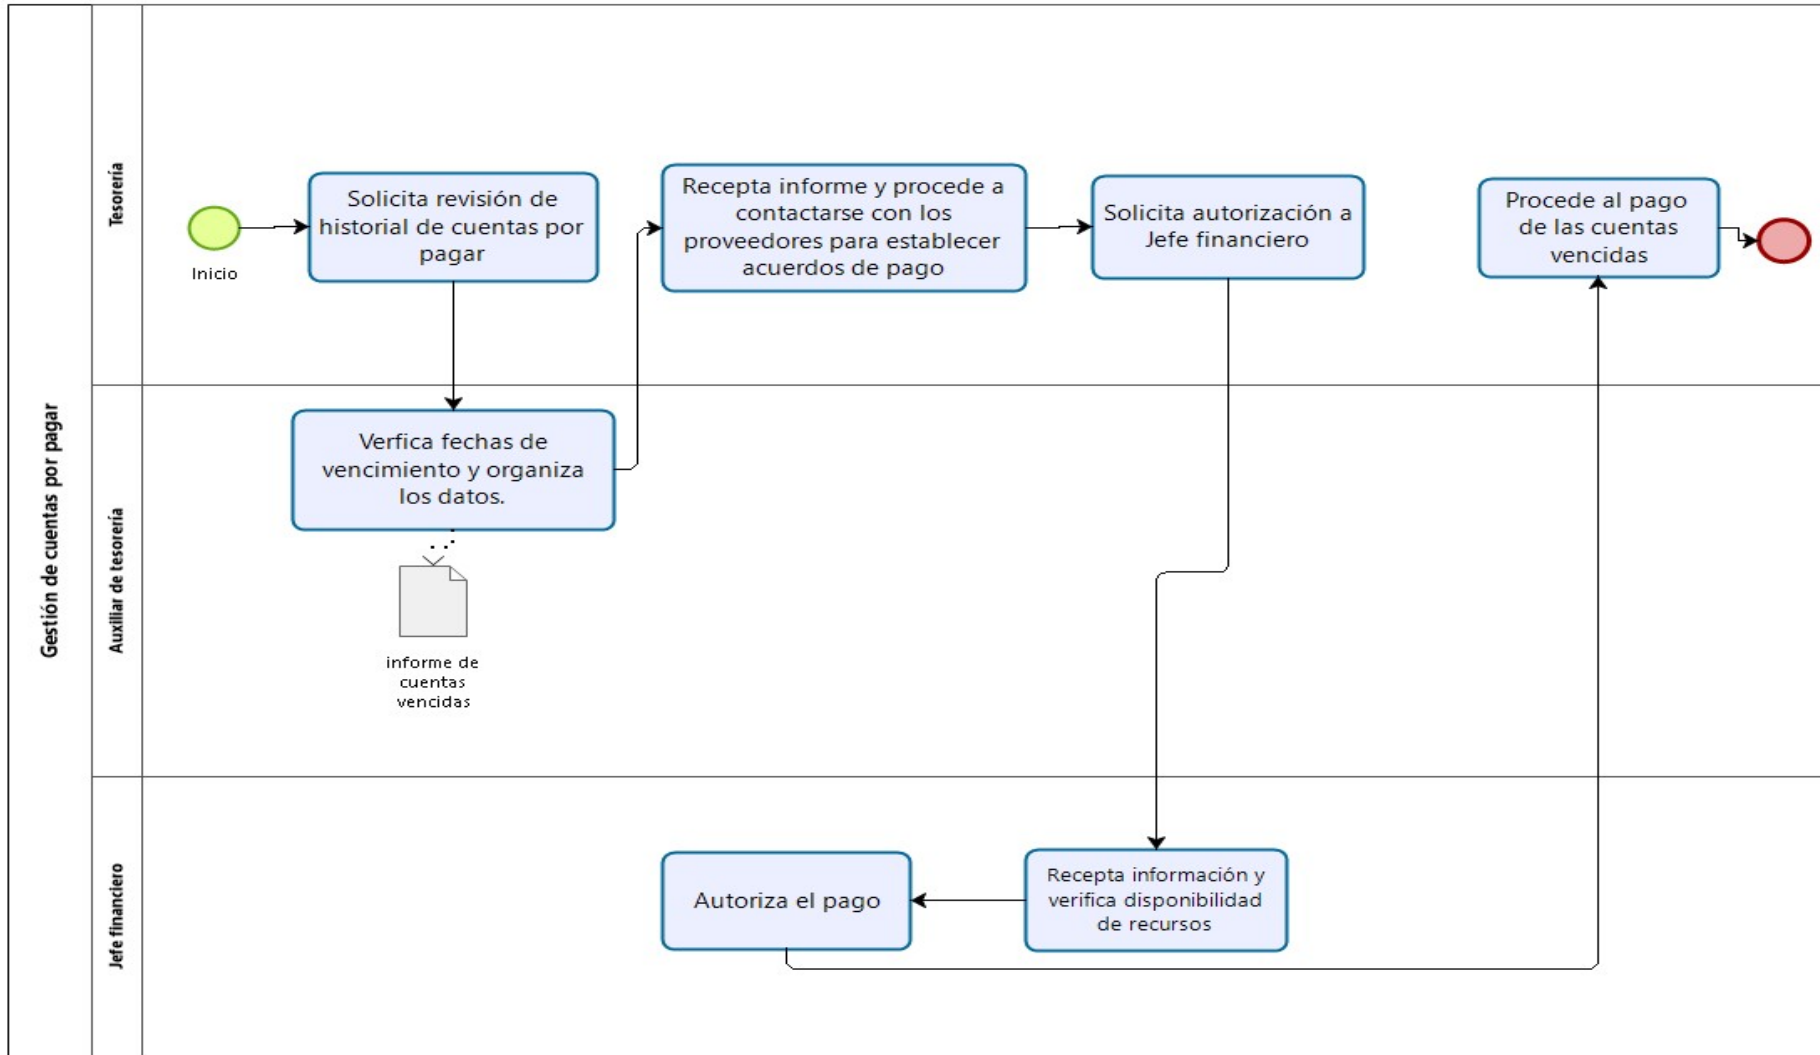 Gestión de cuentas por pagar
Tesorería
Inicio
Solicita revisión de
historial de cuentas por
pagar
Recepta informe y procede a
contactarse con los
proveedores para establecer
acuerdos de pago
Solicita autorización a
Jefe financiero
Procede al pago
de las cuentas
vencidas
Auxiliar de tesorería
Verfica fechas de
vencimiento y organiza
los datos.
informe de
cuentas
vencidas
Jefe financiero
Autoriza el pago
Recepta información y
verifica disponibilidad
de recursos